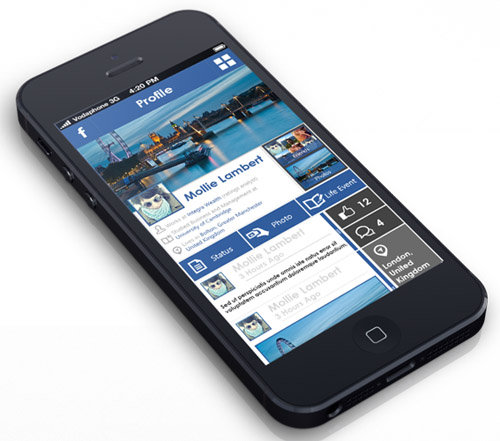 Vodaphone 3G 4:20 PM
f Profile
Mollie Lambert
Works at Integra Wealth
Studied Business and Management at
University of Cambridge
Lives in Bolton, Greater Manchester
United Kingdom
Photos
Status Photo Life Event
Mollie Lambert
3 Hours Ago
Sed ut perspiciatis unde omnis iste natus error sit
voluptatem accusantium doloremque laudantium.
Mollie Lambert
3 Hours Ago
12
4
London,
United
Kingdom